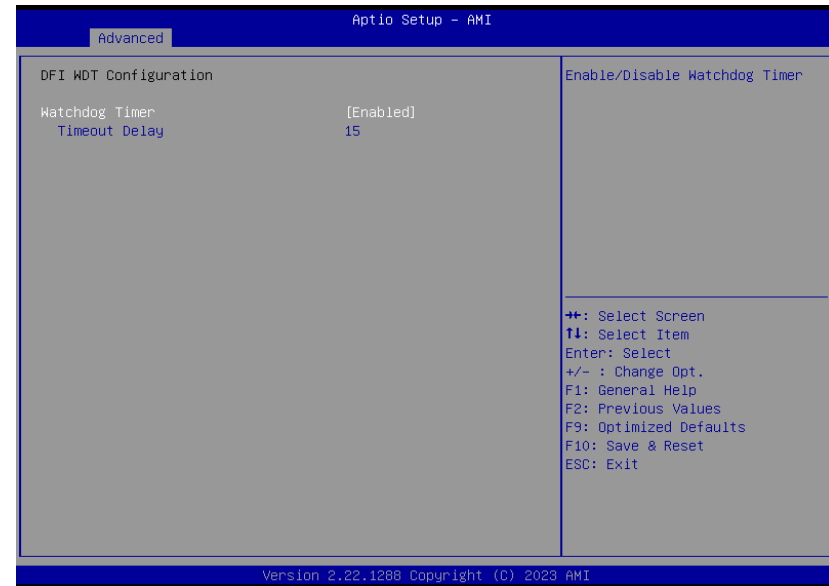 Aptio Setup – AMI
Advanced
DFI WDT Configuration
Watchdog Timer [Enabled]
Timeout Delay 15
Enable/Disable Watchdog Timer
→←: Select Screen
↑↓: Select Item
Enter: Select
+/- : Change Opt.
F1: General Help
F2: Previous Values
F9: Optimized Defaults
F10: Save & Reset
ESC: Exit
Version 2.22.1288 Copyright (C) 2023 AMI